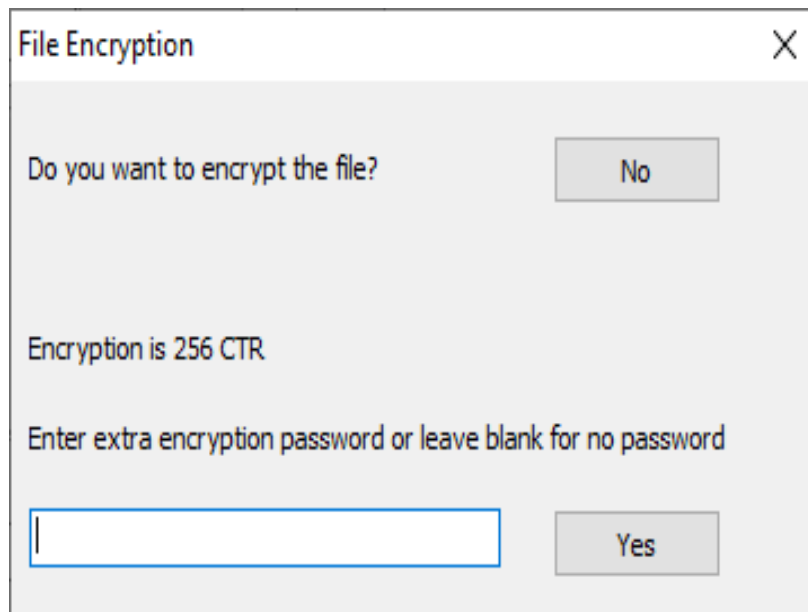 File Encryption
Do you want to encrypt the file?
No
Encryption is 256 CTR
Enter extra encryption password or leave blank for no password
Yes